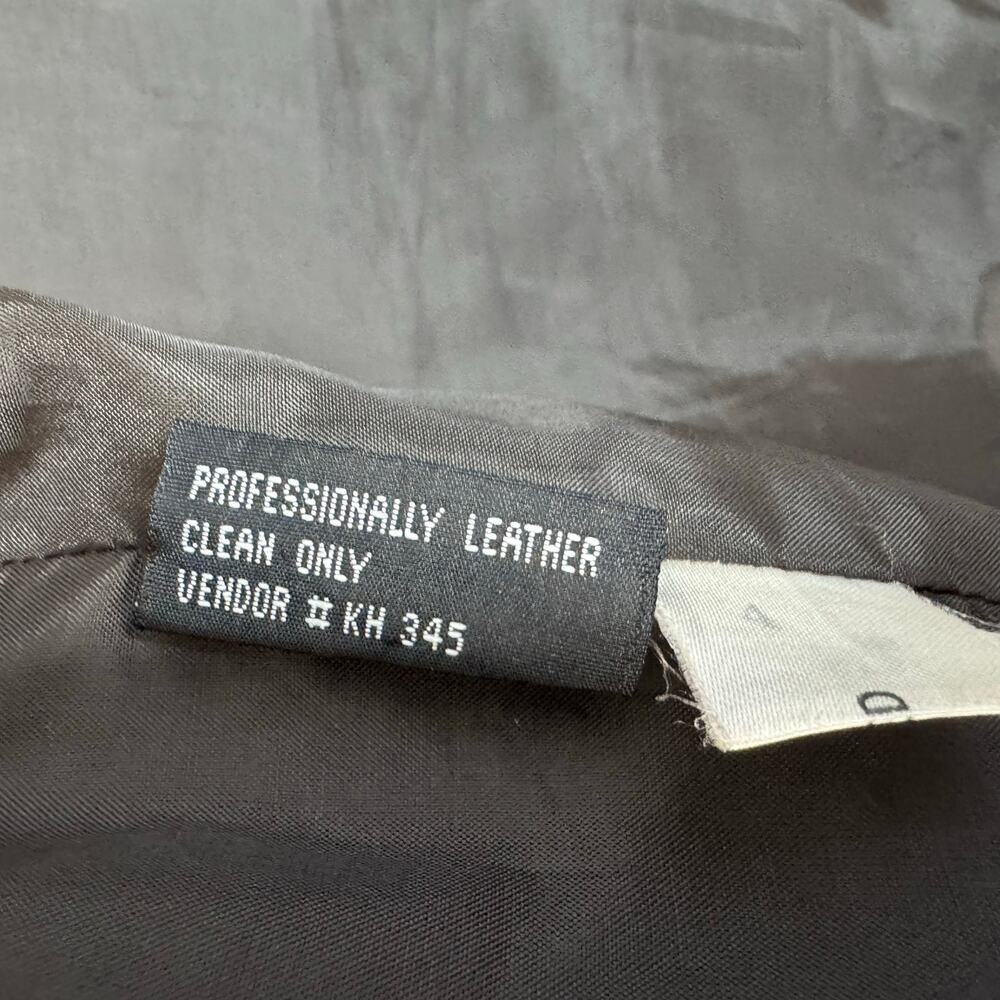 PROFESSIONALLY LEATHER
CLEAN ONLY
VENDOR # KH 345
A
D